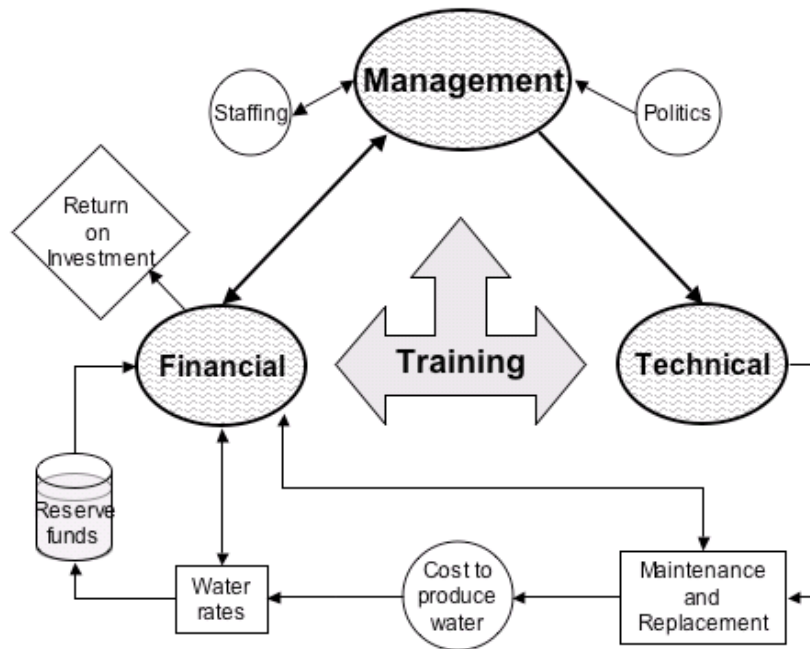 Management
Staffing
Politics
Return
on
Investment
Financial
Training
Technical
Reserve
funds
Water
rates
Cost to
produce
water
Maintenance
and
Replacement